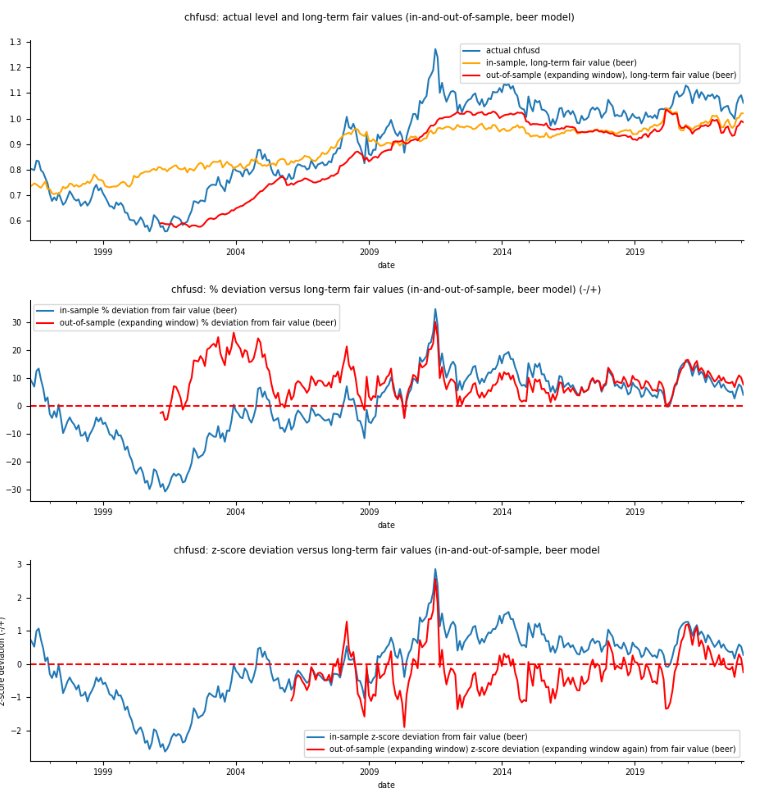 chfusd: actual level and long-term fair values (in-and-out-of-sample, beer model)
1.3
1.2
1.1
1.0
0.9
0.8
0.7
0.6
actual chfusd
in-sample, long-term fair value (beer)
out-of-sample (expanding window), long-term fair value (beer)
1999
2004
2009
2014
2019
date
chfusd: % deviation versus long-term fair values (in-and-out-of-sample, beer model) (-/+)
30
20
10
0
−10
−20
−30
in-sample % deviation from fair value (beer)
out-of-sample (expanding window) % deviation from fair value (beer)
1999
2004
2009
2014
2019
date
chfusd: z-score deviation versus long-term fair values (in-and-out-of-sample, beer model
3
2
1
0
−1
−2
z-score deviation (-/+)
in-sample z-score deviation from fair value (beer)
out-of-sample (expanding window) z-score deviation (expanding window again) from fair value (beer)
1999
2004
2009
2014
2019
date